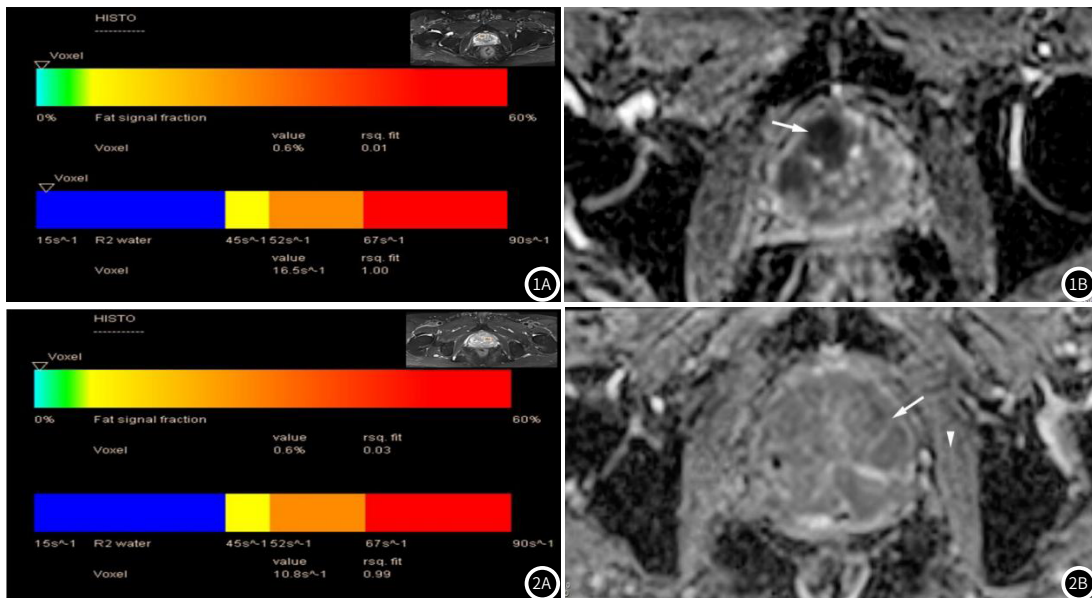 HISTO
-----------
Voxel
0% Fat signal fraction 60%
value rsq. fit
Voxel 0.6% 0.01
Voxel
15s^-1 R2 water 45s^-1 52s^-1 67s^-1 90s^-1
value rsq. fit
Voxel 16.5s^-1 1.00
1A
1B
HISTO
-----------
Voxel
0% Fat signal fraction 60%
value rsq. fit
Voxel 0.6% 0.03
15s^-1 R2 water 45s^-1 52s^-1 67s^-1 90s^-1
value rsq. fit
Voxel 10.8s^-1 0.99
2A
2B